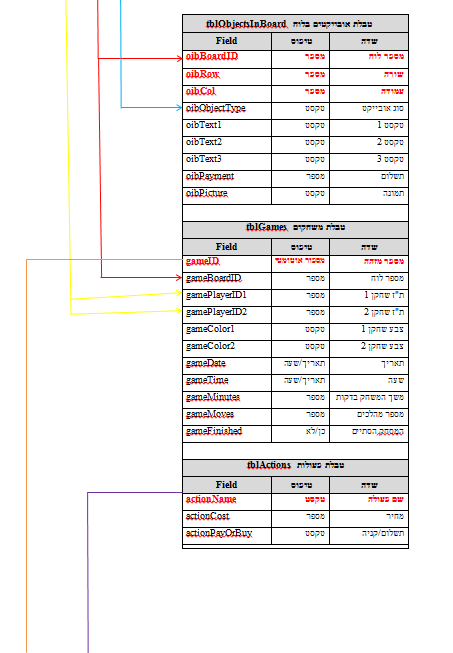 טבלת אובייקטים בלוח tblObjectsInBoard
שדה טיפוס Field
מספר לוח מספר oibBoardID
שורה מספר oibRow
עמודה מספר oibCol
סוג אובייקט טקסט oibObjectType
טקסט 1 טקסט oibText1
טקסט 2 טקסט oibText2
טקסט 3 טקסט oibText3
תשלום מספר oibPayment
תמונה טקסט oibPicture
טבלת משחקים tblGames
שדה טיפוס Field
מספר מזהה מספור אוטומטי gameID
מספר לוח מספר gameBoardID
ת"ז שחקן 1 מספר gamePlayerID1
ת"ז שחקן 2 מספר gamePlayerID2
צבע שחקן 1 טקסט gameColor1
צבע שחקן 2 טקסט gameColor2
תאריך תאריך/שעה gameDate
שעה תאריך/שעה gameTime
משך המשחק בדקות מספר gameMinutes
מספר מהלכים מספר gameMoves
המשחק הסתיים כן/לא gameFinished
טבלת פעולות tblActions
שדה טיפוס Field
שם פעולה טקסט actionName
מחיר מספר actionCost
תשלום/קניה טקסט actionPayOrBuy